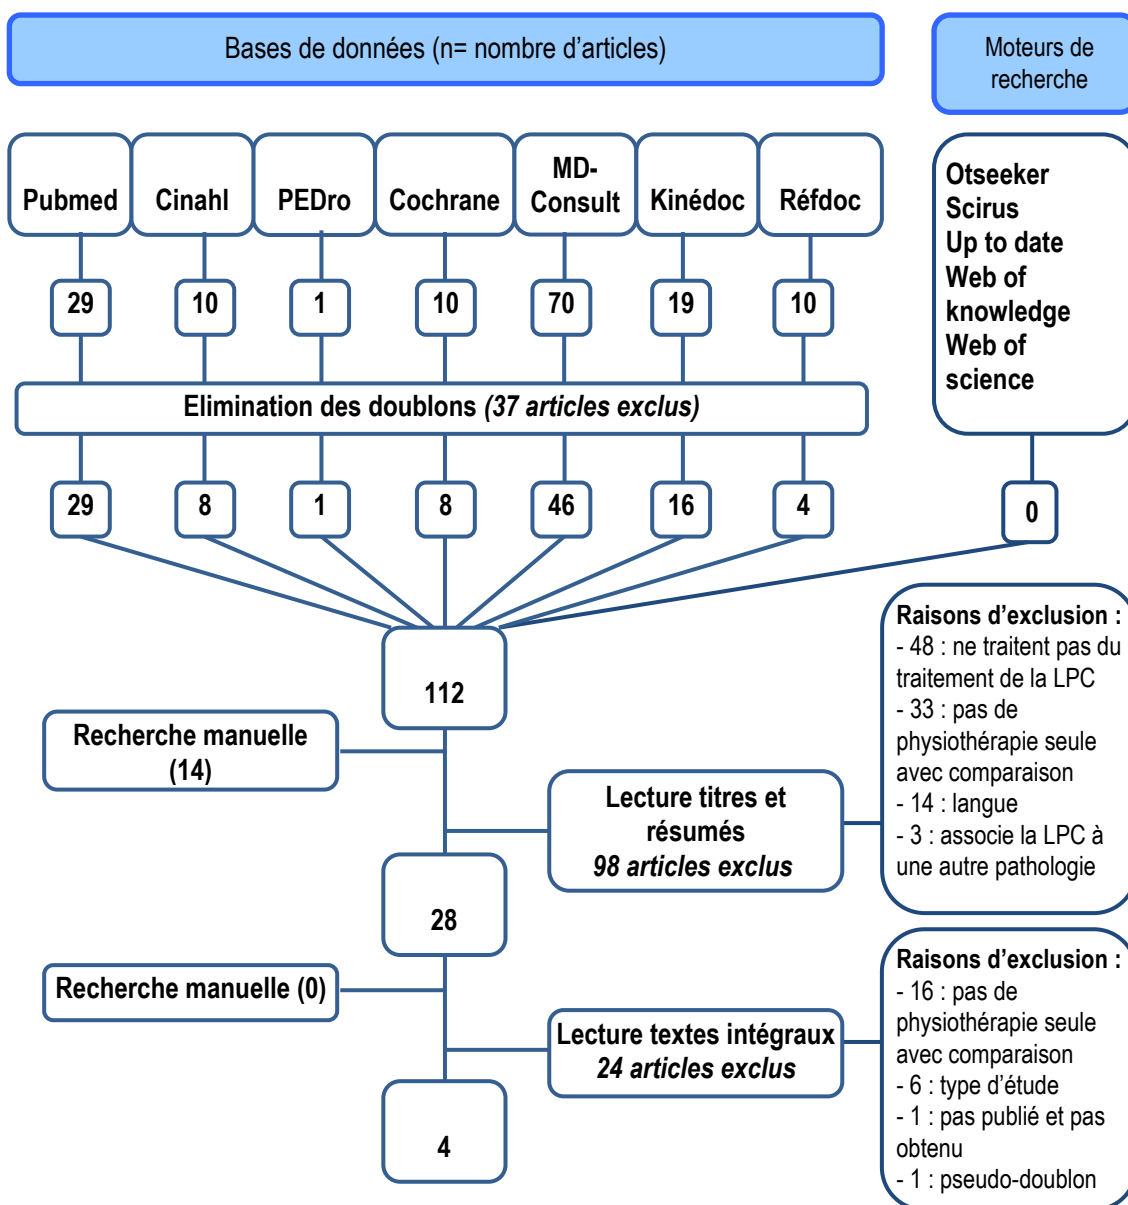 Bases de données (n= nombre d'articles)
Moteurs de
recherche
Pubmed
Cinahl
PEDro
Cochrane
MD-
Consult
Kinédoc
Réfdoc
Otseeker
Scirus
Up to date
Web of
knowledge
Web of
science
29
10
1
10
70
19
10
Elimination des doublons (37 articles exclus)
29
8
1
8
46
16
4
0
112
Recherche manuelle
(14)
Lecture titres et
résumés
98 articles exclus
Raisons d'exclusion :
- 48 : ne traitent pas du
traitement de la LPC
- 33 : pas de
physiothérapie seule
avec comparaison
- 14 : langue
- 3 : associe la LPC à
une autre pathologie
28
Recherche manuelle (0)
Lecture textes intégraux
24 articles exclus
Raisons d'exclusion :
- 16 : pas de
physiothérapie seule
avec comparaison
- 6 : type d'étude
- 1 : pas publié et pas
obtenu
- 1 : pseudo-doublon
4